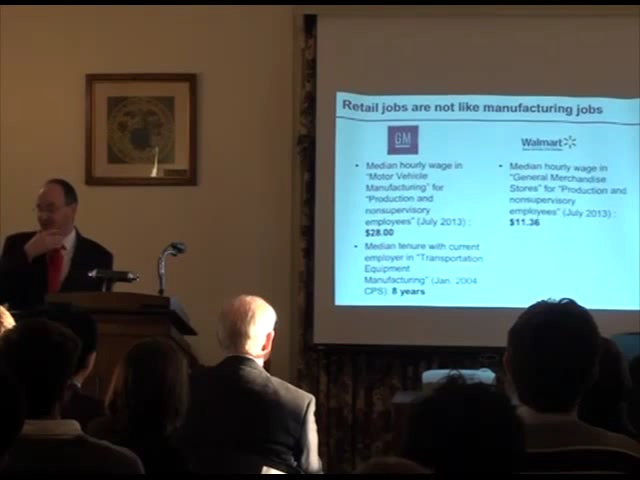 Retail jobs are not like manufacturing jobs
GM
• Median hourly wage in
"Motor Vehicle
Manufacturing" for
"Production and
nonsupervisory
employees" (July 2013) :
$28.00
• Median tenure with current
employer in "Transportation
Equipment
Manufacturing" (Jan. 2004
CPS): 8 years
Walmart
• Median hourly wage in
"General Merchandise
Stores" for "Production and
nonsupervisory
employees" (July 2013) :
$11.36